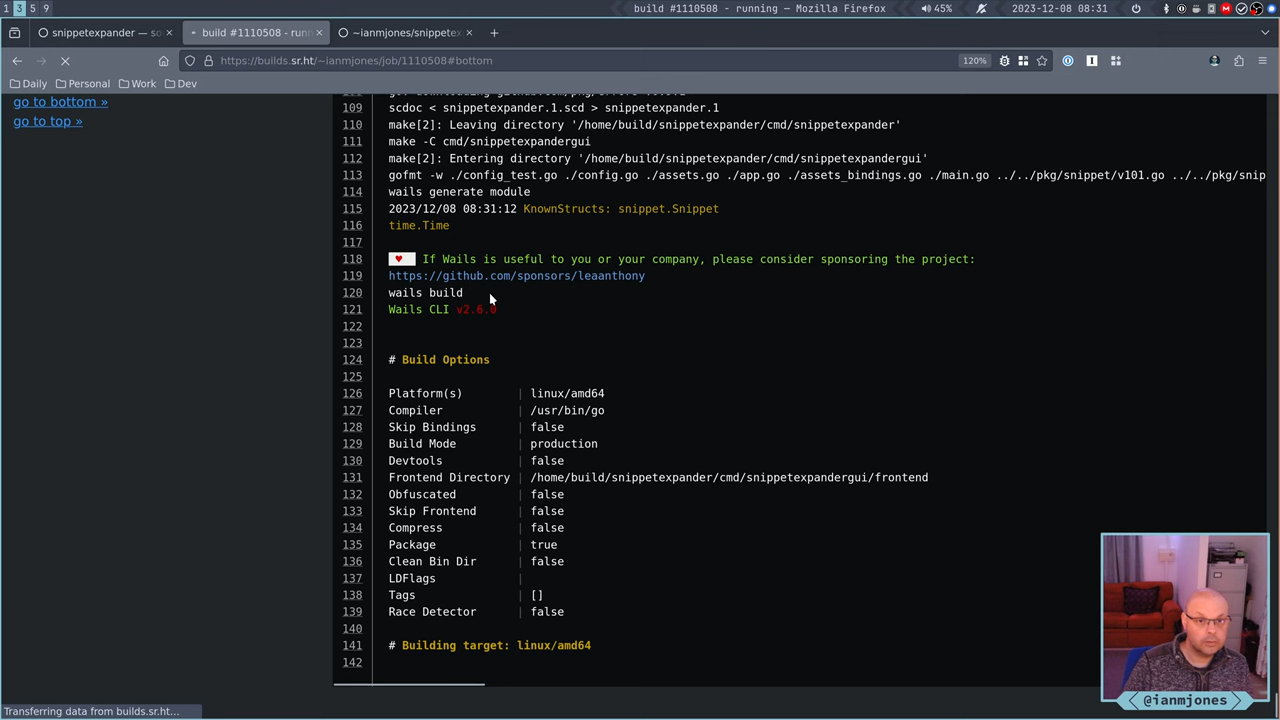 1 3 5 9
build #1110508 - running — Mozilla Firefox
45%
2023-12-08 08:31
snippetexpander — so
build #1110508 - runn
~ianmjones/snippetex
https://builds.sr.ht/~ianmjones/job/1110508#bottom
120%
Daily Personal Work Dev
go to bottom »
go to top »
109 scdoc < snippetexpander.1.scd > snippetexpander.1
110 make[2]: Leaving directory '/home/build/snippetexpander/cmd/snippetexpander'
111 make -C cmd/snippetexpandergui
112 make[2]: Entering directory '/home/build/snippetexpander/cmd/snippetexpandergui'
113 gofmt -w ./config_test.go ./config.go ./assets.go ./app.go ./assets_bindings.go ./main.go ../../pkg/snippet/v101.go ../../pkg/snip
114 wails generate module
115 2023/12/08 08:31:12 KnownStructs: snippet.Snippet
116 time.Time
117
118 ♥ If Wails is useful to you or your company, please consider sponsoring the project:
119 https://github.com/sponsors/leaanthony
120 wails build
121 Wails CLI v2.6.0
122
123
124 # Build Options
125
126 Platform(s) | linux/amd64
127 Compiler | /usr/bin/go
128 Skip Bindings | false
129 Build Mode | production
130 Devtools | false
131 Frontend Directory | /home/build/snippetexpander/cmd/snippetexpandergui/frontend
132 Obfuscated | false
133 Skip Frontend | false
134 Compress | false
135 Package | true
136 Clean Bin Dir | false
137 LDFlags |
138 Tags | []
139 Race Detector | false
140
141 # Building target: linux/amd64
142
Transferring data from builds.sr.ht...
@ianmjones